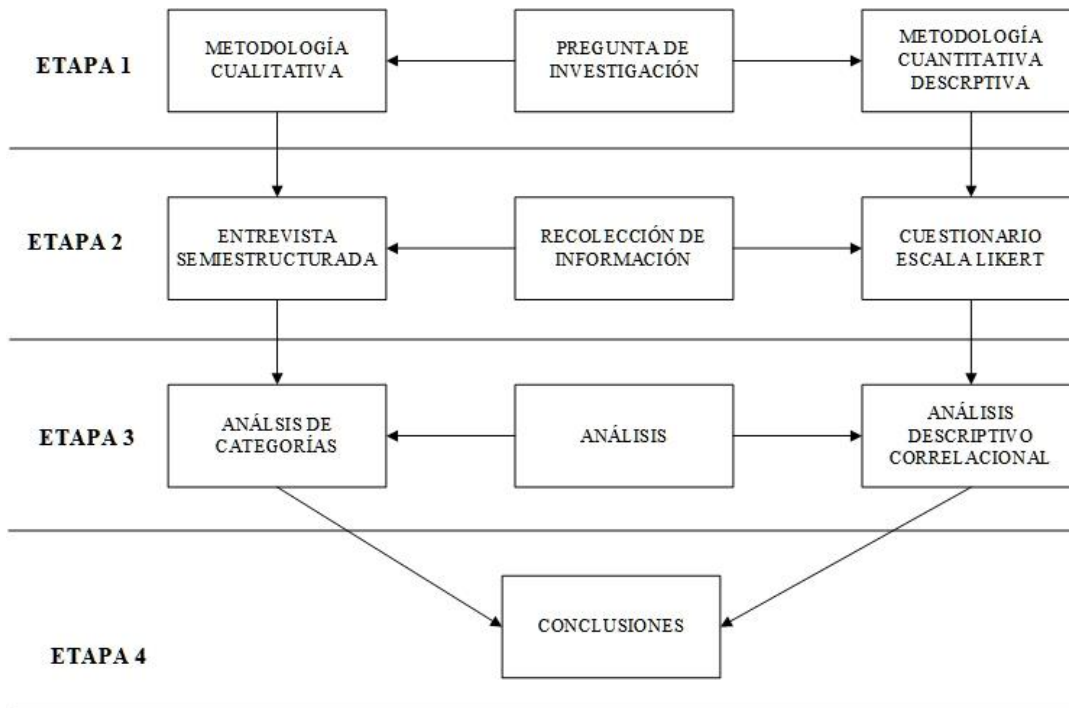 ETAPA 1
METODOLOGÍA
CUALITATIVA
PREGUNTA DE
INVESTIGACIÓN
METODOLOGÍA
CUANTITATIVA
DESCRPTIVA
ETAPA 2
ENTREVISTA
SEMIESTRUCTURADA
RECOLECCIÓN DE
INFORMACIÓN
CUESTIONARIO
ESCALA LIKERT
ETAPA 3
ANÁLSIS DE
CATEGORÍAS
ANÁLISIS
ANÁLISIS
DESCRIPTIVO
CORRELACIONAL
CONCLUSIONES
ETAPA 4